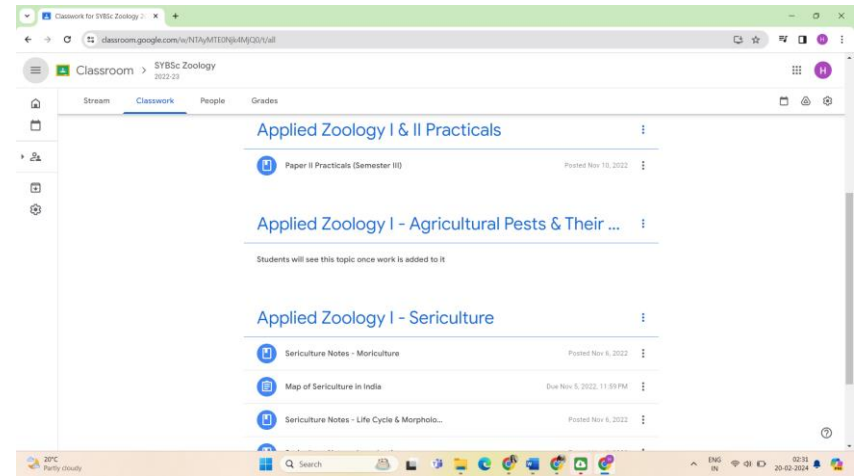 Classwork for SYBSc Zoology 2
classroom.google.com/w/NTAyMTE0Njk4MjQ0/t/all
Classroom > SYBSc Zoology
2022-23
H
Stream Classwork People Grades
Applied Zoology I & II Practicals
Paper II Practicals (Semester III) Posted Nov 10, 2022
Applied Zoology I - Agricultural Pests & Their ...
Students will see this topic once work is added to it
Applied Zoology I - Sericulture
Sericulture Notes - Moriculture Posted Nov 6, 2022
Map of Sericulture in India Due Nov 5, 2022, 11:59 PM
Sericulture Notes - Life Cycle & Morpholo... Posted Nov 6, 2022
20°C
Partly cloudy
Search
ENG
IN
02:31
20-02-2024